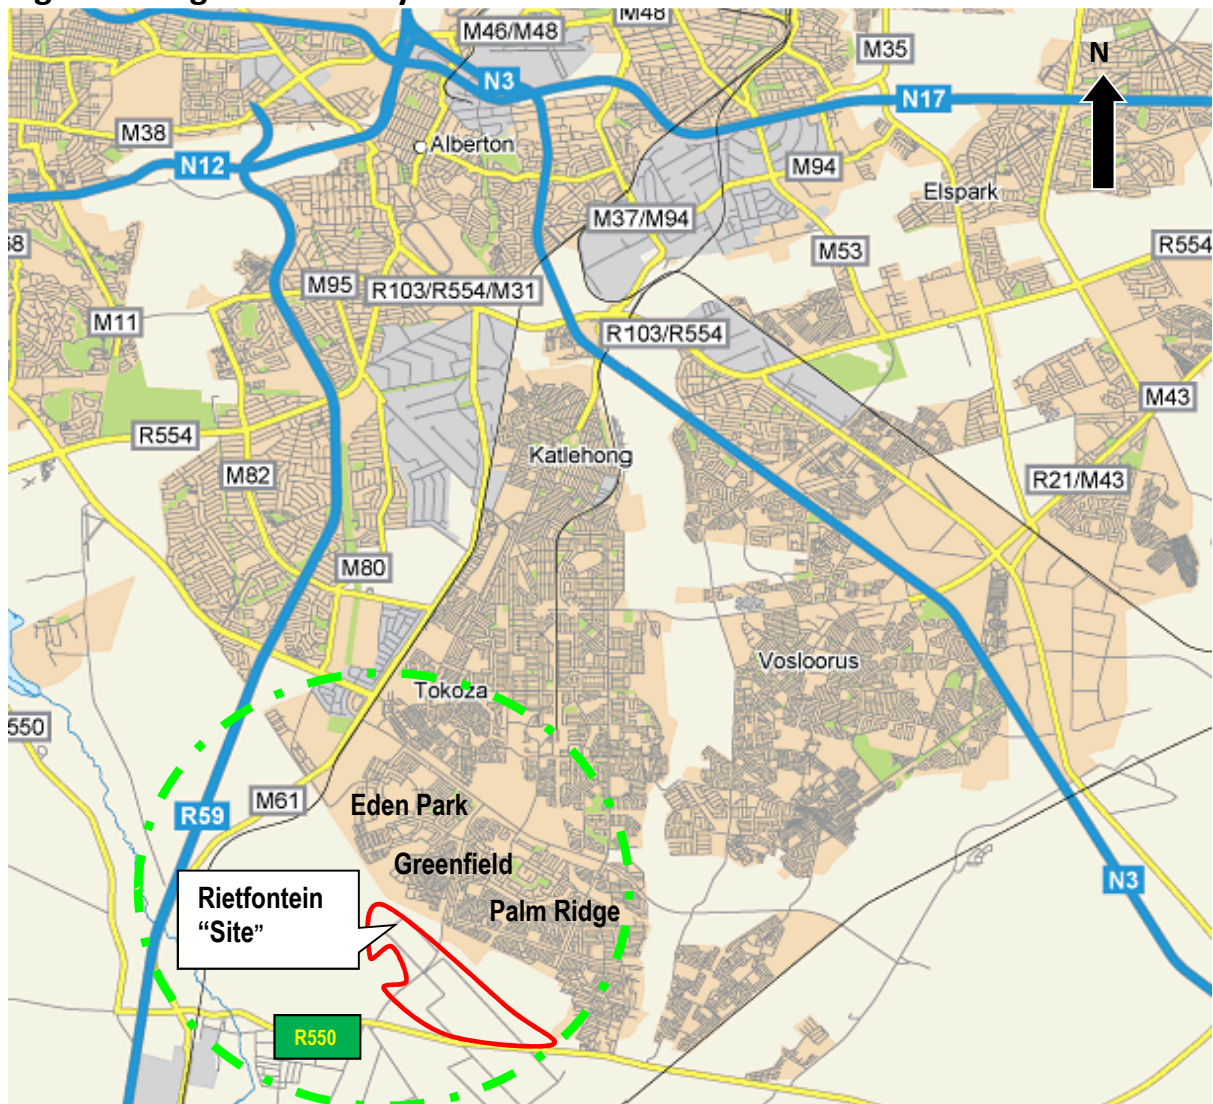 M46/M48
M48
M35
N
N3
N17
M38
Alberton
N12
M94
Elspark
M37/M94
68
M53
R554
M95
R103/R554/M31
M11
R103/R554
M43
R554
Katlehong
M82
R21/M43
M80
Vosloorus
Tokoza
550
M61
Eden Park
R59
Greenfield
N3
Rietfontein
“Site”
Palm Ridge
R550